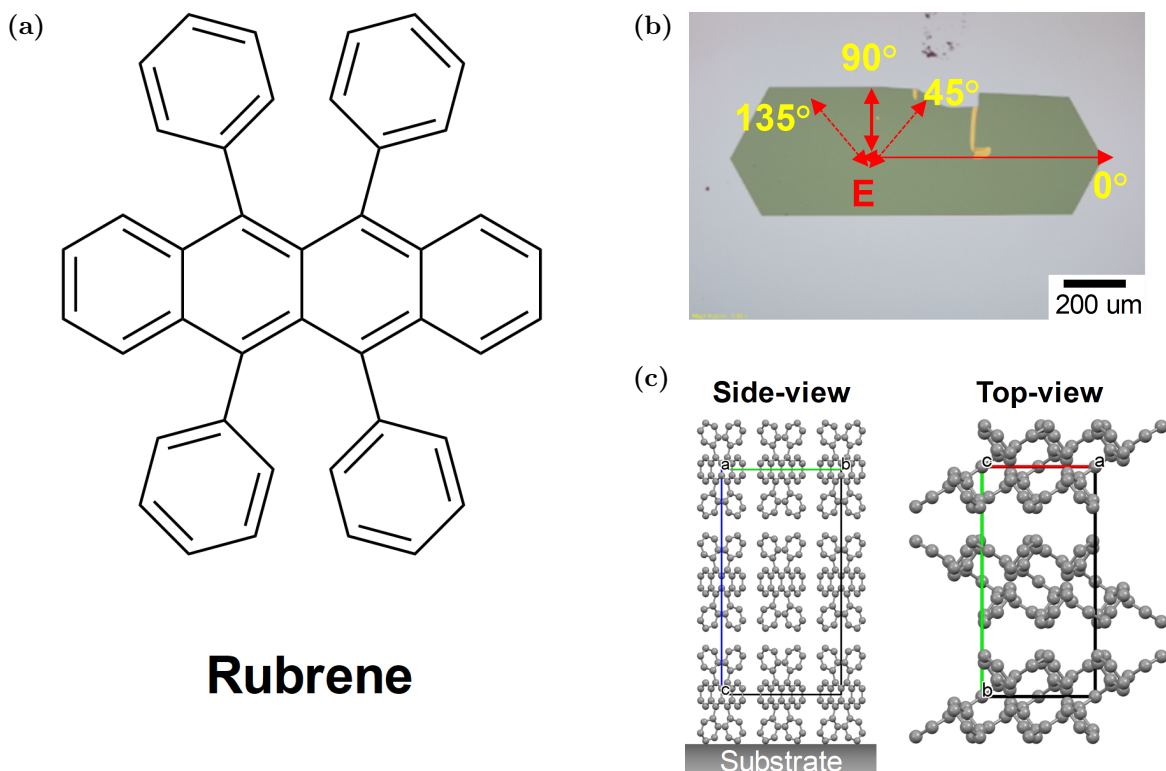 (a)
Rubrene
(b)
90°
45°
135°
E
0°
200 um
(c)
Side-view
Top-view
a
b
c
c
a
b
Substrate